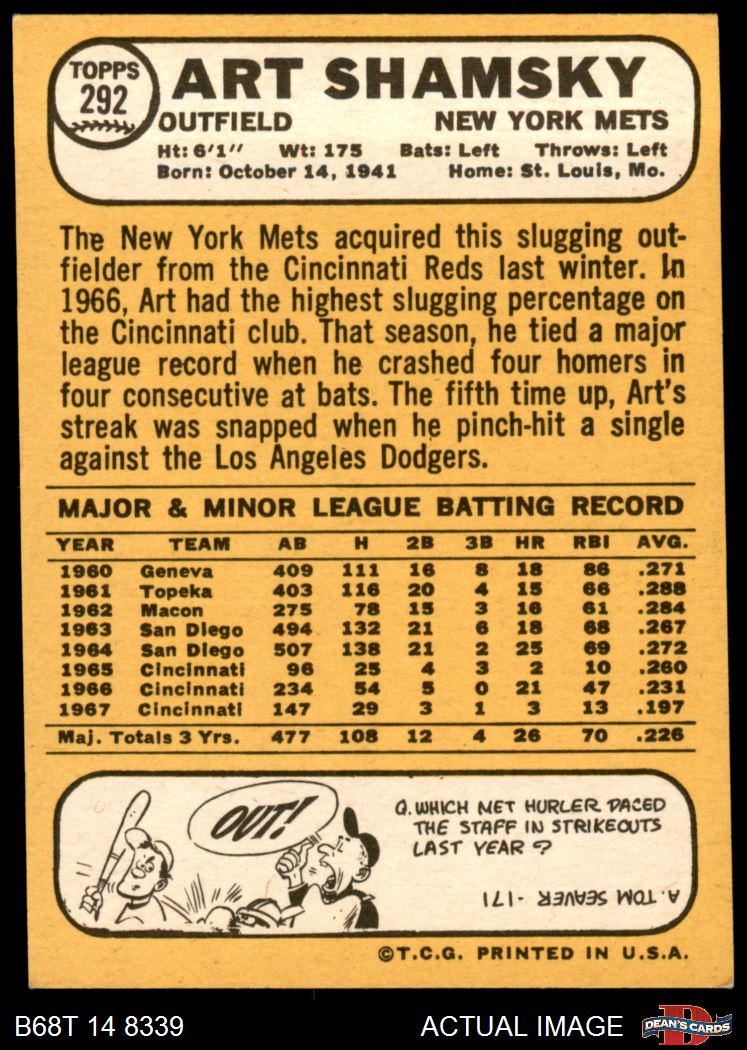 TOPPS
292
ART SHAMSKY
OUTFIELD NEW YORK METS
Ht: 6'1" Wt: 175 Bats: Left Throws: Left
Born: October 14, 1941 Home: St. Louis, Mo.
The New York Mets acquired this slugging out-
fielder from the Cincinnati Reds last winter. In
1966, Art had the highest slugging percentage on
the Cincinnati club. That season, he tied a major
league record when he crashed four homers in
four consecutive at bats. The fifth time up, Art's
streak was snapped when he pinch-hit a single
against the Los Angeles Dodgers.
MAJOR & MINOR LEAGUE BATTING RECORD
YEAR TEAM AB H 2B 3B HR RBI AVG.
1960 Geneva 409 111 16 8 18 86 .271
1961 Topeka 403 116 20 4 15 66 .288
1962 Macon 275 78 15 3 16 61 .284
1963 San Diego 494 132 21 6 18 68 .267
1964 San Diego 507 138 21 2 25 69 .272
1965 Cincinnati 96 25 4 3 2 10 .260
1966 Cincinnati 234 54 5 0 21 47 .231
1967 Cincinnati 147 29 3 1 3 13 .197
Maj. Totals 3 Yrs. 477 108 12 4 26 70 .226
OUT!
Q. WHICH MET HURLER PACED
THE STAFF IN STRIKEOUTS
LAST YEAR?
A. TOM SEAVER - 171
©T.C.G. PRINTED IN U.S.A.
B68T 14 8339 ACTUAL IMAGE
D
DEAN'S CARDS